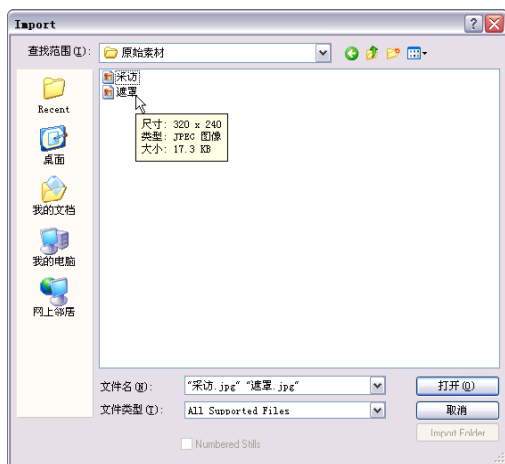 Import
查找范围(I):
原始素材
采访
遮罩
尺寸: 320 x 240
类型: JPEG 图像
大小: 17.3 KB
Recent
桌面
我的文档
我的电脑
网上邻居
文件名(N):
"采访.jpg" "遮罩.jpg"
打开(O)
文件类型(T):
All Supported Files
取消
Numbered Stills
Import Folder